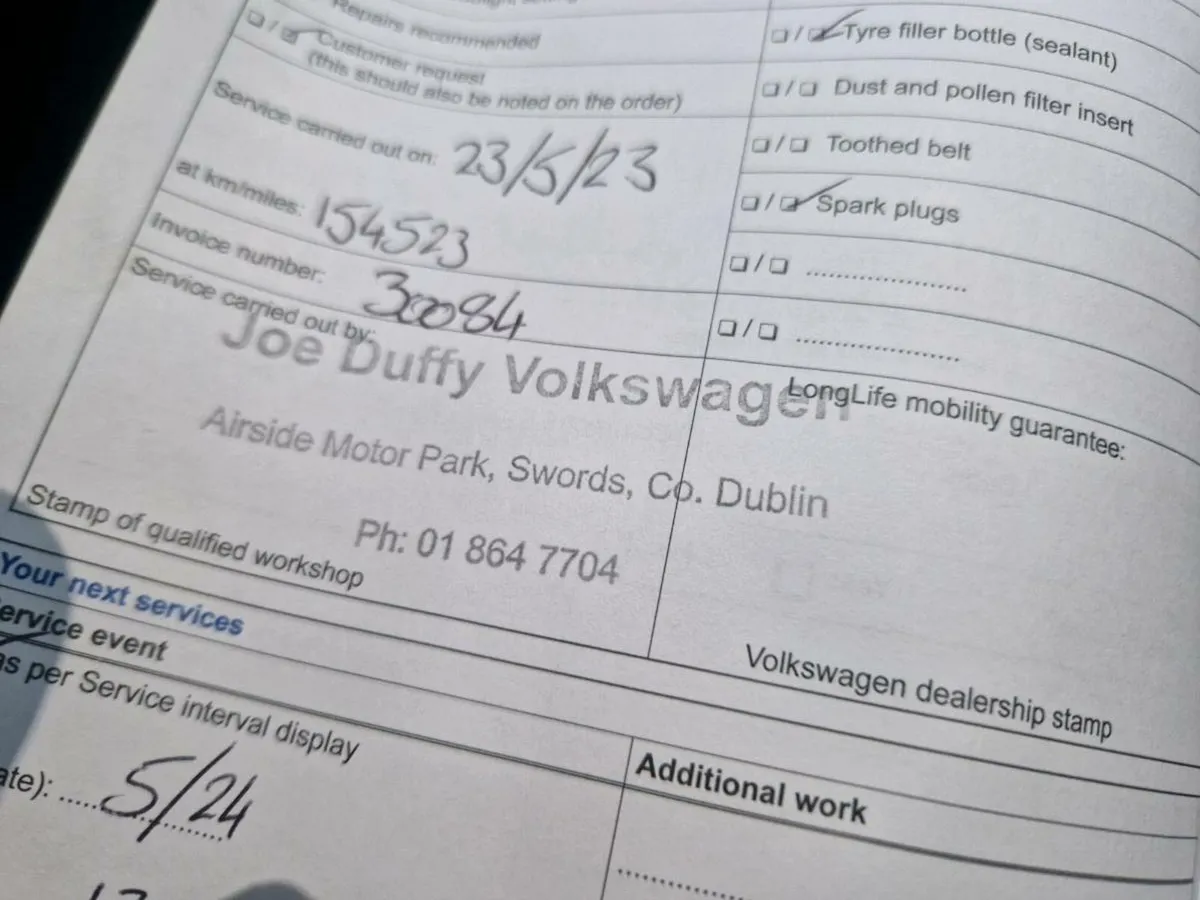 Repairs recommended
Customer request
(this should also be noted on the order)
Service carried out on: 23/5/23
at km/miles: 154523
Invoice number: 30084
Service carried out by:
Joe Duffy Volkswagen
Airside Motor Park, Swords, Co. Dublin
Ph: 01 864 7704
Stamp of qualified workshop
Tyre filler bottle (sealant)
Dust and pollen filter insert
Toothed belt
Spark plugs
LongLife mobility guarantee:
Volkswagen dealership stamp
Your next services
ervice event
as per Service interval display
ate): 5/24
Additional work